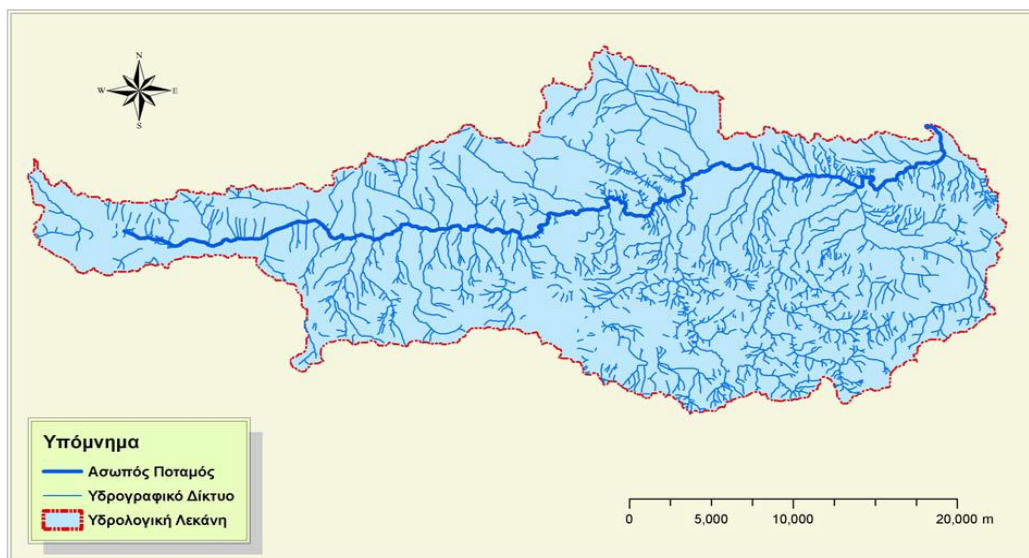 N
W E
S
Υπόμνημα
Ασωπός Ποταμός
Υδρογραφικό Δίκτυο
Υδρολογική Λεκάνη
0 5,000 10,000 20,000 m